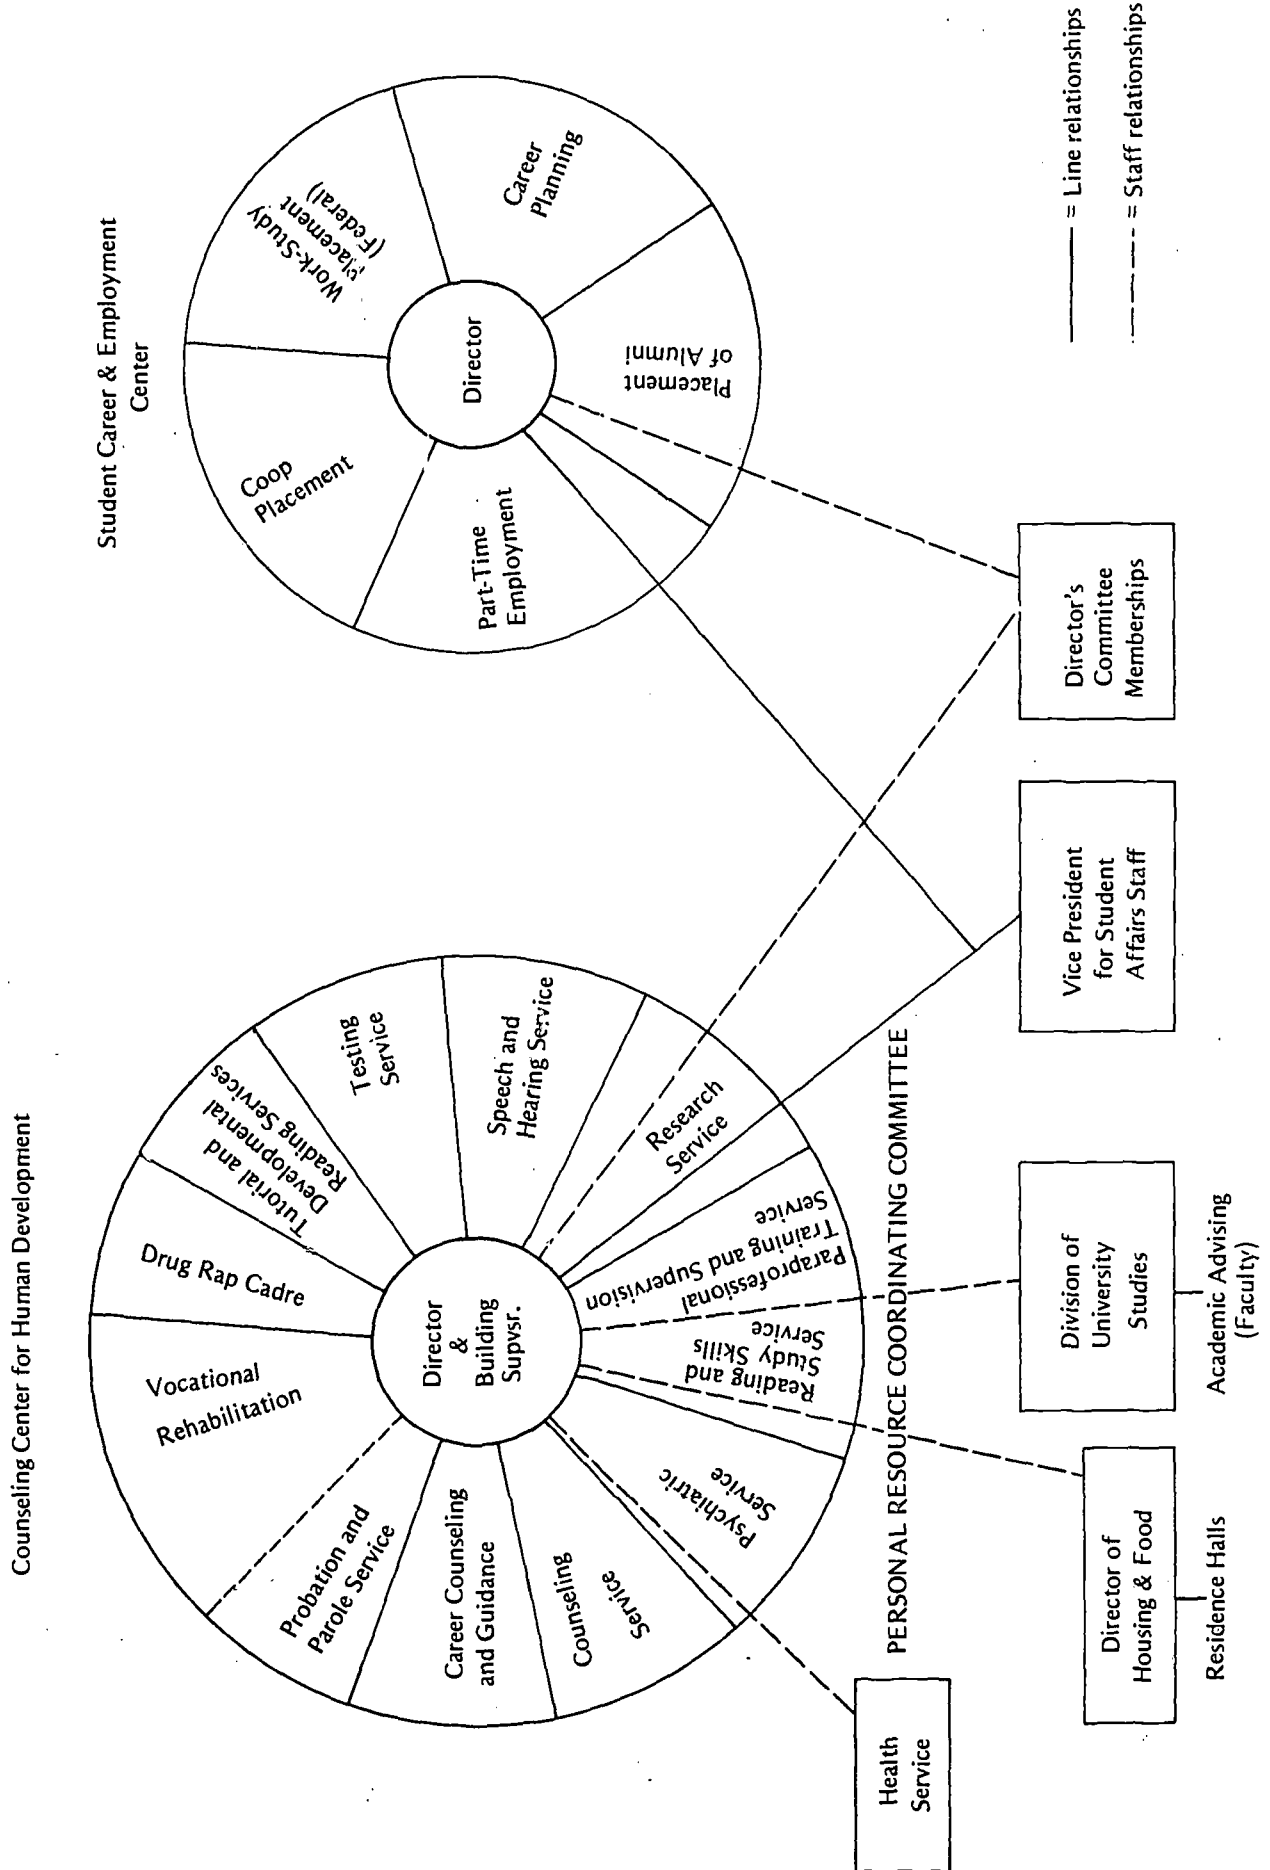 Counseling Center for Human Development
Student Career & Employment
Center
Director
&
Building
Supvsr.
Vocational
Rehabilitation
Drug Rap Cadre
Tutorial and
Developmental
Reading Services
Testing
Service
Speech and
Hearing Service
Research
Service
Paraprofessional
Training and Supervision
Service
Reading and
Study Skills
Service
Psychiatric
Service
Counseling
Service
Career Counseling
and Guidance
Probation and
Parole Service
Director
Coop
Placement
Work-Study
Placement
(Federal)
Career
Planning
Placement
of Alumni
Part-Time
Employment
PERSONAL RESOURCE COORDINATING COMMITTEE
Health
Service
Director of
Housing & Food
Residence Halls
Division of
University
Studies
Academic Advising
(Faculty)
Vice President
for Student
Affairs Staff
Director's
Committee
Memberships
= Line relationships
= Staff relationships